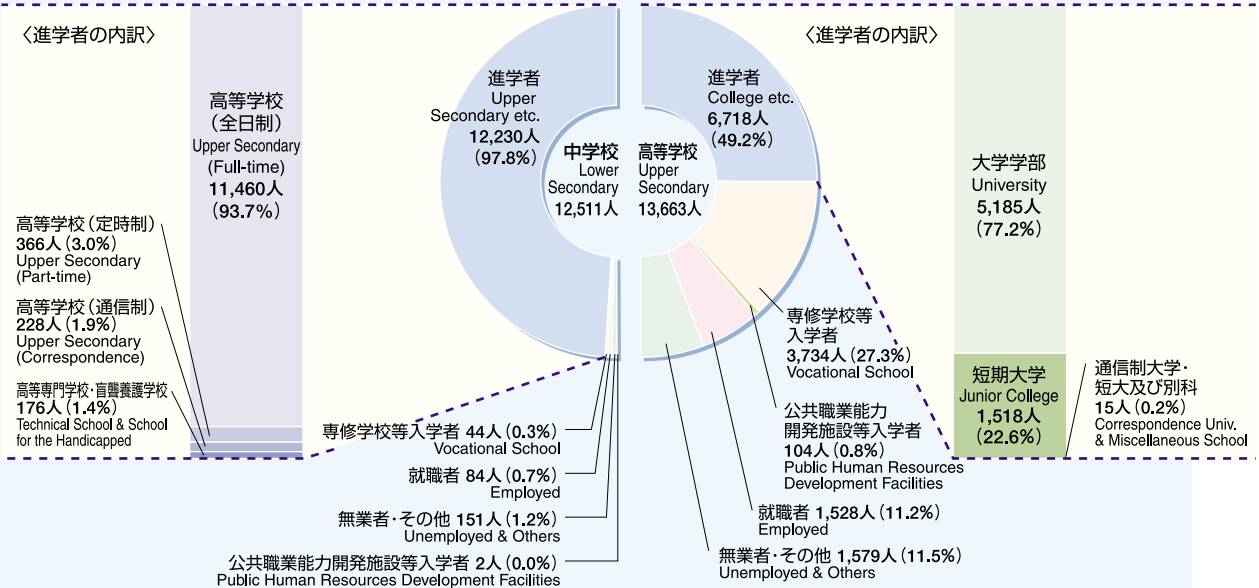 〈進学者の内訳〉
高等学校
（全日制）
Upper Secondary
(Full-time)
11,460人
(93.7%)
高等学校（定時制）
366人（3.0%）
Upper Secondary
(Part-time)
高等学校（通信制）
228人（1.9%）
Upper Secondary
(Correspondence)
高等専門学校・盲聾養護学校
176人（1.4%）
Technical School & School
for the Handicapped
進学者
Upper
Secondary etc.
12,230人
(97.8%)
中学校
Lower
Secondary
12,511人
専修学校等入学者 44人（0.3%）
Vocational School
就職者 84人（0.7%）
Employed
無業者・その他 151人（1.2%）
Unemployed & Others
公共職業能力開発施設等入学者 2人（0.0%）
Public Human Resources Development Facilities
高等学校
Upper
Secondary
13,663人
進学者
College etc.
6,718人
(49.2%)
専修学校等
入学者
3,734人（27.3%）
Vocational School
公共職業能力
開発施設等入学者
104人（0.8%）
Public Human Resources
Development Facilities
就職者 1,528人（11.2%）
Employed
無業者・その他 1,579人（11.5%）
Unemployed & Others
〈進学者の内訳〉
大学学部
University
5,185人
(77.2%)
短期大学
Junior College
1,518人
(22.6%)
通信制大学・
短大及び別科
15人（0.2%）
Correspondence Univ.
& Miscellaneous School